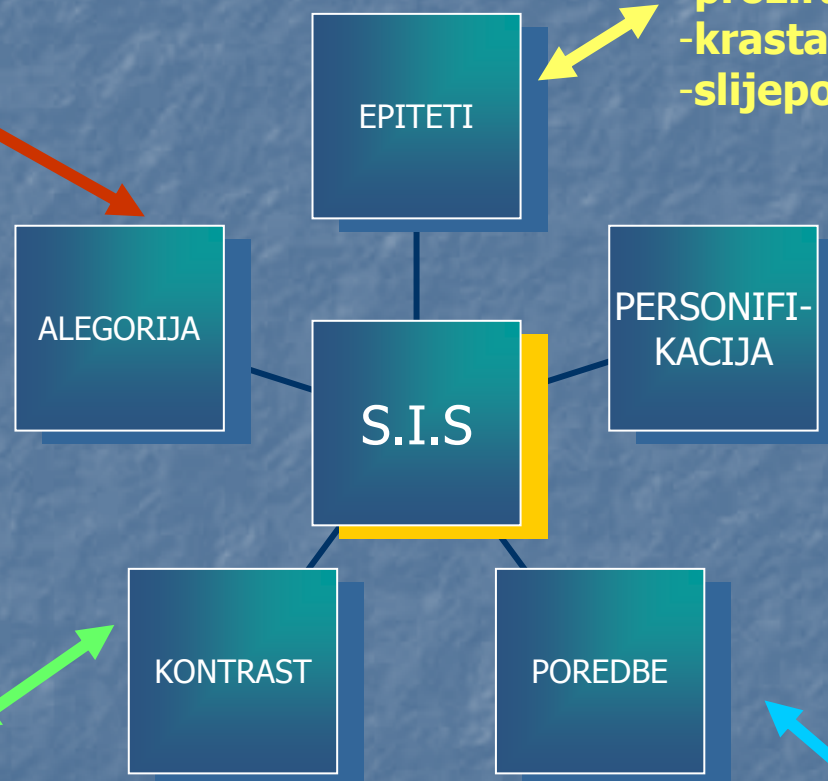 -krasta
-slijepo
EPITETI
PERSONIFI-
KACIJA
ALEGORIJA
S.I.S
KONTRAST
POREDBE